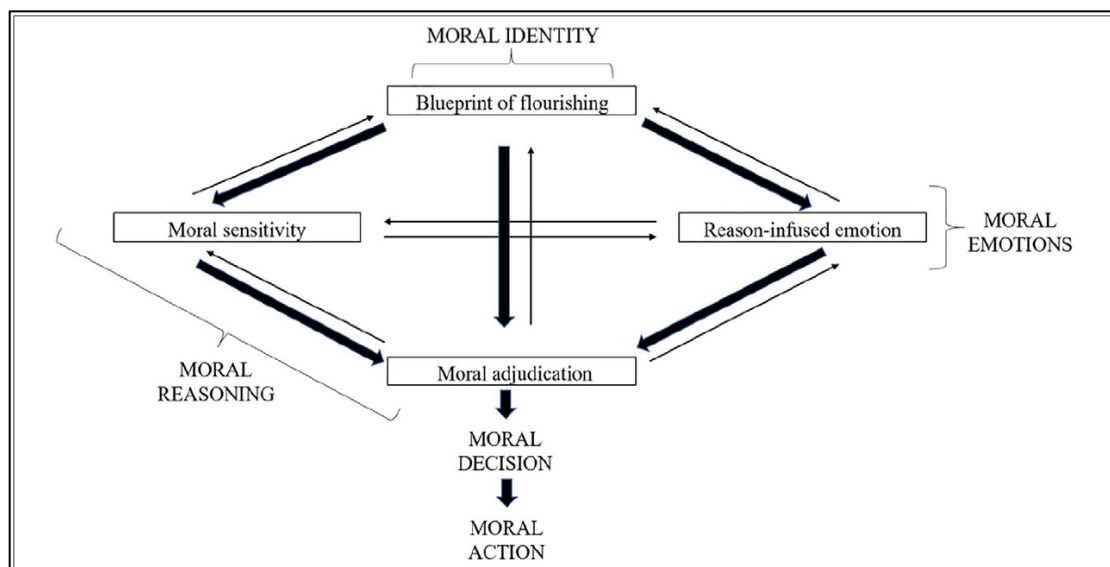 MORAL IDENTITY
Blueprint of flourishing
Moral sensitivity
Reason-infused emotion
MORAL
EMOTIONS
MORAL
REASONING
Moral adjudication
MORAL
DECISION
MORAL
ACTION